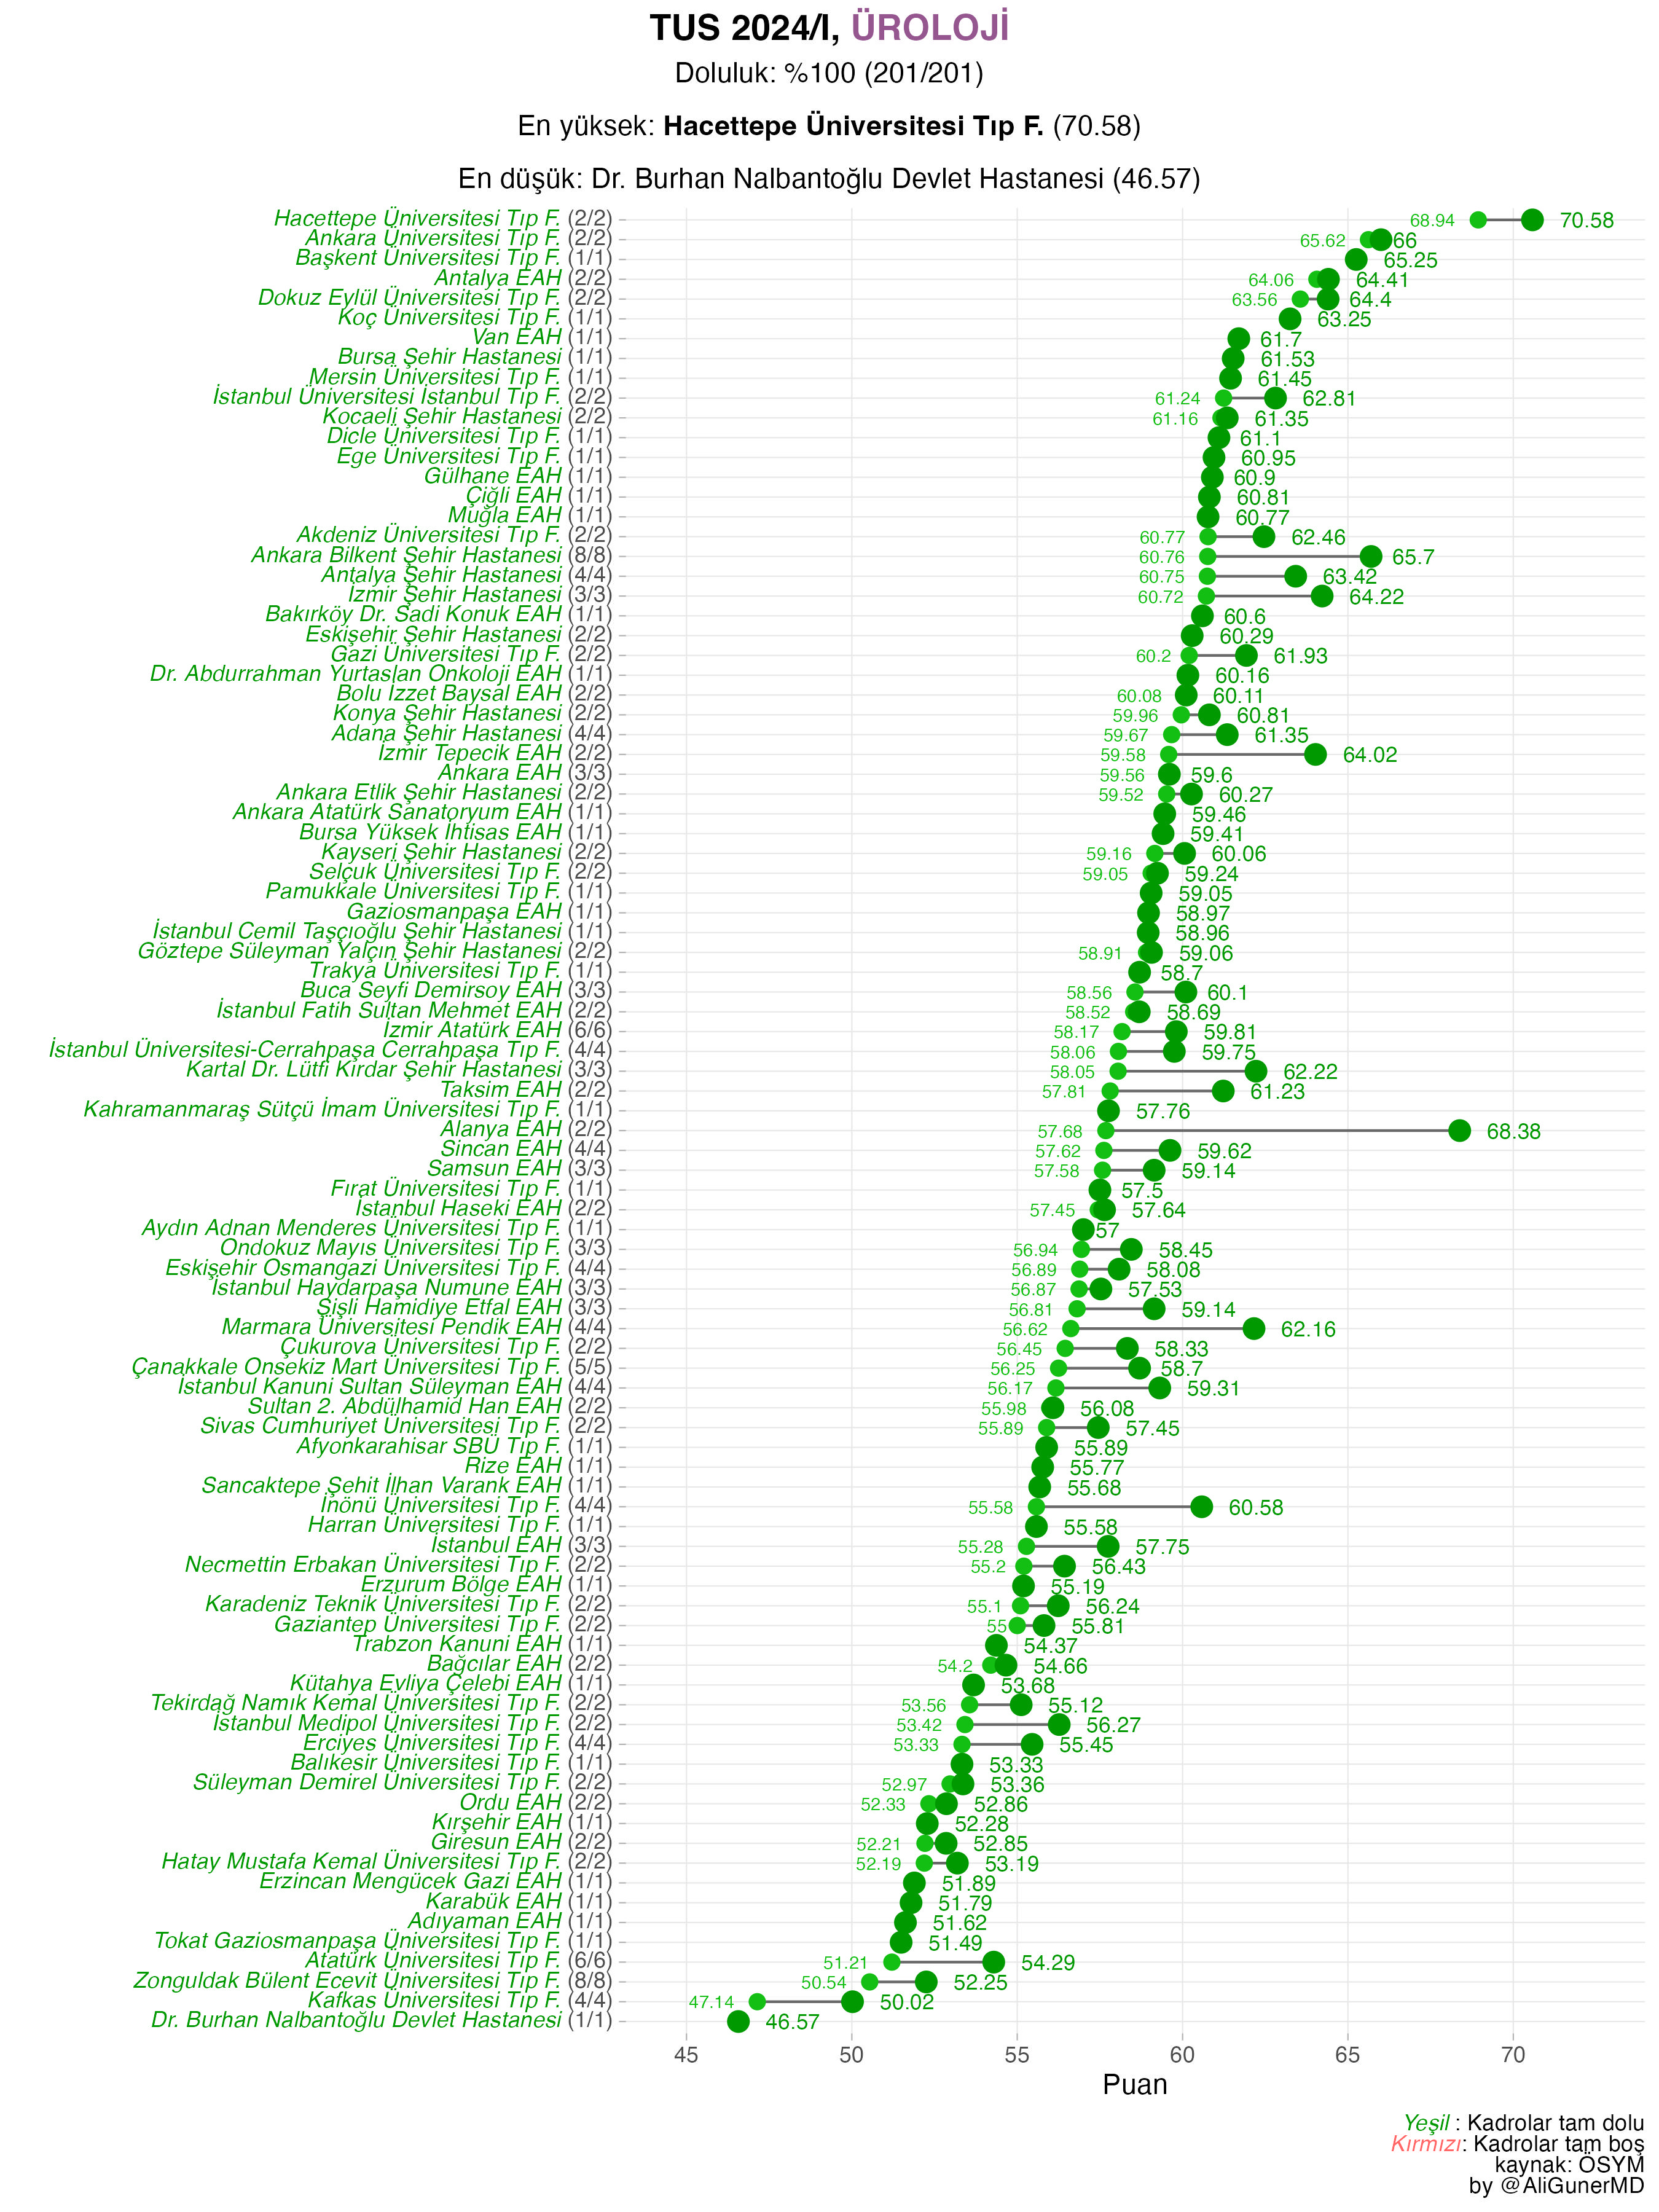 TUS 2024/I, ÜROLOJİ
Doluluk: %100 (201/201)
En yüksek: Hacettepe Üniversitesi Tıp F. (70.58)
En düşük: Dr. Burhan Nalbantoğlu Devlet Hastanesi (46.57)
Hacettepe Üniversitesi Tıp F. (2/2) 68.94 70.58
Ankara Üniversitesi Tıp F. (2/2) 65.62 66
Başkent Üniversitesi Tıp F. (1/1) 65.25
Antalya EAH (2/2) 64.06 64.41
Dokuz Eylül Üniversitesi Tıp F. (2/2) 63.56 64.4
Koç Üniversitesi Tıp F. (1/1) 63.25
Van EAH (1/1) 61.7
Bursa Şehir Hastanesi (1/1) 61.53
Mersin Üniversitesi Tıp F. (1/1) 61.45
İstanbul Üniversitesi İstanbul Tıp F. (2/2) 61.24 62.81
Kocaeli Şehir Hastanesi (2/2) 61.16 61.35
Dicle Üniversitesi Tıp F. (1/1) 61.1
Ege Üniversitesi Tıp F. (1/1) 60.95
Gülhane EAH (1/1) 60.9
Çiğli EAH (1/1) 60.81
Muğla EAH (1/1) 60.77
Akdeniz Üniversitesi Tıp F. (2/2) 60.77 62.46
Ankara Bilkent Şehir Hastanesi (8/8) 60.76 65.7
Antalya Şehir Hastanesi (4/4) 60.75 63.42
İzmir Şehir Hastanesi (3/3) 60.72 64.22
Bakırköy Dr. Sadi Konuk EAH (1/1) 60.6
Eskişehir Şehir Hastanesi (2/2) 60.29
Gazi Üniversitesi Tıp F. (2/2) 60.2 61.93
Dr. Abdurrahman Yurtaslan Onkoloji EAH (1/1) 60.16
Bolu İzzet Baysal EAH (2/2) 60.08 60.11
Konya Şehir Hastanesi (2/2) 59.96 60.81
Adana Şehir Hastanesi (4/4) 59.67 61.35
İzmir Tepecik EAH (2/2) 59.58 64.02
Ankara EAH (3/3) 59.56 59.6
Ankara Etlik Şehir Hastanesi (2/2) 59.52 60.27
Ankara Atatürk Sanatoryum EAH (1/1) 59.46
Bursa Yüksek İhtisas EAH (1/1) 59.41
Kayseri Şehir Hastanesi (2/2) 59.16 60.06
Selçuk Üniversitesi Tıp F. (2/2) 59.05 59.24
Pamukkale Üniversitesi Tıp F. (1/1) 59.05
Gaziosmanpaşa EAH (1/1) 58.97
İstanbul Cemil Taşçıoğlu Şehir Hastanesi (1/1) 58.96
Göztepe Süleyman Yalçın Şehir Hastanesi (2/2) 58.91 59.06
Trakya Üniversitesi Tıp F. (1/1) 58.7
Buca Seyfi Demirsoy EAH (3/3) 58.56 60.1
İstanbul Fatih Sultan Mehmet EAH (2/2) 58.52 58.69
İzmir Atatürk EAH (6/6) 58.17 59.81
İstanbul Üniversitesi-Cerrahpaşa Cerrahpaşa Tıp F. (4/4) 58.06 59.75
Kartal Dr. Lütfi Kırdar Şehir Hastanesi (3/3) 58.05 62.22
Taksim EAH (2/2) 57.81 61.23
Kahramanmaraş Sütçü İmam Üniversitesi Tıp F. (1/1) 57.76
Alanya EAH (2/2) 57.68 68.38
Sincan EAH (4/4) 57.62 59.62
Samsun EAH (3/3) 57.58 59.14
Fırat Üniversitesi Tıp F. (1/1) 57.5
İstanbul Haseki EAH (2/2) 57.45 57.64
Aydın Adnan Menderes Üniversitesi Tıp F. (1/1) 57
Ondokuz Mayıs Üniversitesi Tıp F. (3/3) 56.94 58.45
Eskişehir Osmangazi Üniversitesi Tıp F. (4/4) 56.89 58.08
İstanbul Haydarpaşa Numune EAH (3/3) 56.87 57.53
Şişli Hamidiye Etfal EAH (3/3) 56.81 59.14
Marmara Üniversitesi Pendik EAH (4/4) 56.62 62.16
Çukurova Üniversitesi Tıp F. (2/2) 56.45 58.33
Çanakkale Onsekiz Mart Üniversitesi Tıp F. (5/5) 56.25 58.7
İstanbul Kanuni Sultan Süleyman EAH (4/4) 56.17 59.31
Sultan 2. Abdülhamid Han EAH (2/2) 55.98 56.08
Sivas Cumhuriyet Üniversitesi Tıp F. (2/2) 55.89 57.45
Afyonkarahisar SBÜ Tıp F. (1/1) 55.89
Rize EAH (1/1) 55.77
Sancaktepe Şehit İlhan Varank EAH (1/1) 55.68
İnönü Üniversitesi Tıp F. (4/4) 55.58 60.58
Harran Üniversitesi Tıp F. (1/1) 55.58
İstanbul EAH (3/3) 55.28 57.75
Necmettin Erbakan Üniversitesi Tıp F. (2/2) 55.2 56.43
Erzurum Bölge EAH (1/1) 55.19
Karadeniz Teknik Üniversitesi Tıp F. (2/2) 55.1 56.24
Gaziantep Üniversitesi Tıp F. (2/2) 55 55.81
Trabzon Kanuni EAH (1/1) 54.37
Bağcılar EAH (2/2) 54.2 54.66
Kütahya Evliya Çelebi EAH (1/1) 53.68
Tekirdağ Namık Kemal Üniversitesi Tıp F. (2/2) 53.56 55.12
İstanbul Medipol Üniversitesi Tıp F. (2/2) 53.42 56.27
Erciyes Üniversitesi Tıp F. (4/4) 53.33 55.45
Balıkesir Üniversitesi Tıp F. (1/1) 53.33
Süleyman Demirel Üniversitesi Tıp F. (2/2) 52.97 53.36
Ordu EAH (2/2) 52.33 52.86
Kırşehir EAH (1/1) 52.28
Giresun EAH (2/2) 52.21 52.85
Hatay Mustafa Kemal Üniversitesi Tıp F. (2/2) 52.19 53.19
Erzincan Mengücek Gazi EAH (1/1) 51.89
Karabük EAH (1/1) 51.79
Adıyaman EAH (1/1) 51.62
Tokat Gaziosmanpaşa Üniversitesi Tıp F. (1/1) 51.49
Atatürk Üniversitesi Tıp F. (6/6) 51.21 54.29
Zonguldak Bülent Ecevit Üniversitesi Tıp F. (8/8) 50.54 52.25
Kafkas Üniversitesi Tıp F. (4/4) 47.14 50.02
Dr. Burhan Nalbantoğlu Devlet Hastanesi (1/1) 46.57
45 50 55 60 65 70
Puan
Yeşil : Kadrolar tam dolu
Kırmızı: Kadrolar tam boş
kaynak: ÖSYM
by @AliGunerMD